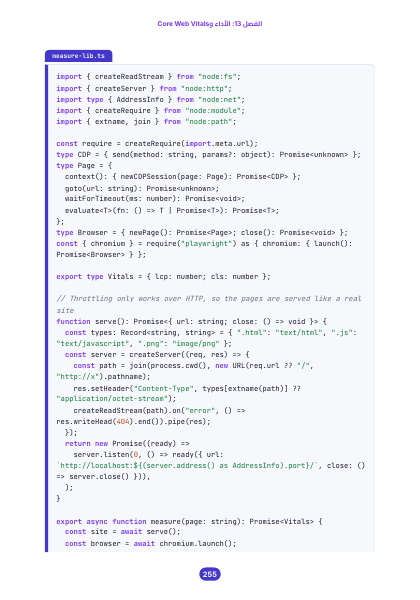 الفصل 13: الأداء و Core Web Vitals
measure-lib.ts
import { createReadStream } from "node:fs";
import { createServer } from "node:http";
import type { AddressInfo } from "node:net";
import { createRequire } from "node:module";
import { extname, join } from "node:path";
const require = createRequire(import.meta.url);
type CDP = { send(method: string, params?: object): Promise<unknown> };
type Page = {
  context(): { newCDPSession(page: Page): Promise<CDP> };
  goto(url: string): Promise<unknown>;
  waitForTimeout(ms: number): Promise<void>;
  evaluate<T>(fn: () => T | Promise<T>): Promise<T>;
};
type Browser = { newPage(): Promise<Page>; close(): Promise<void> };
const { chromium } = require("playwright") as { chromium: { launch():
Promise<Browser> } };
export type Vitals = { lcp: number; cls: number };
// Throttling only works over HTTP, so the pages are served like a real
site
function serve(): Promise<{ url: string; close: () => void }> {
  const types: Record<string, string> = { ".html": "text/html", ".js":
"text/javascript", ".png": "image/png" };
  const server = createServer((req, res) => {
    const path = join(process.cwd(), new URL(req.url ?? "/",
"http://x").pathname);
    res.setHeader("Content-Type", types[extname(path)] ??
"application/octet-stream");
    createReadStream(path).on("error", () =>
res.writeHead(404).end()).pipe(res);
  });
  return new Promise((ready) =>
    server.listen(0, () => ready({ url:
`http://localhost:${(server.address() as AddressInfo).port}/`, close: ()
=> server.close() })),
  );
}
export async function measure(page: string): Promise<Vitals> {
  const site = await serve();
  const browser = await chromium.launch();
255